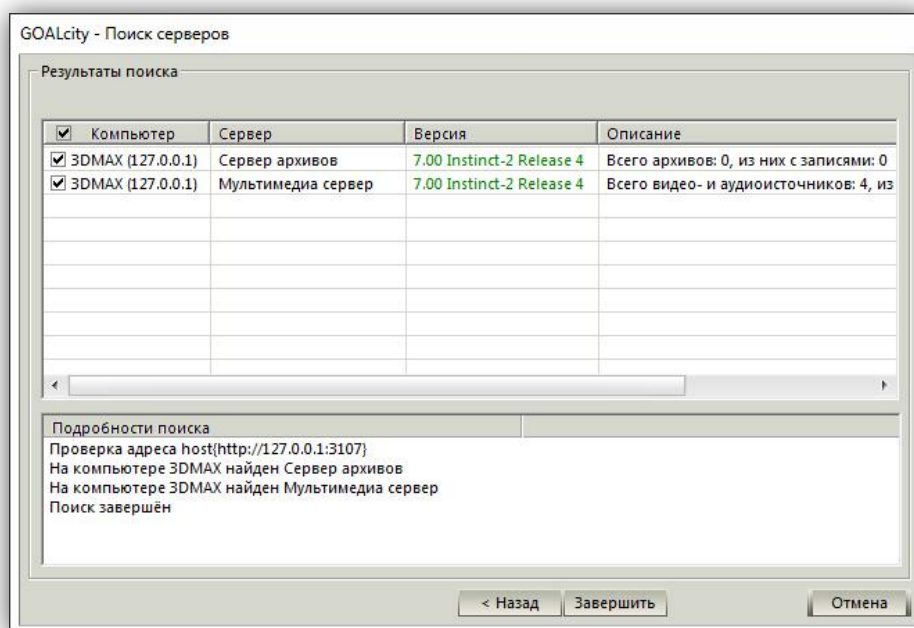 GOALcity - Поиск серверов
Результаты поиска
Компьютер Сервер Версия Описание
3DMAX (127.0.0.1) Сервер архивов 7.00 Instinct-2 Release 4 Всего архивов: 0, из них с записями: 0
3DMAX (127.0.0.1) Мультимедиа сервер 7.00 Instinct-2 Release 4 Всего видео- и аудиоисточников: 4, из
Подробности поиска
Проверка адреса host{http://127.0.0.1:3107}
На компьютере 3DMAX найден Сервер архивов
На компьютере 3DMAX найден Мультимедиа сервер
Поиск завершён
< Назад Завершить Отмена